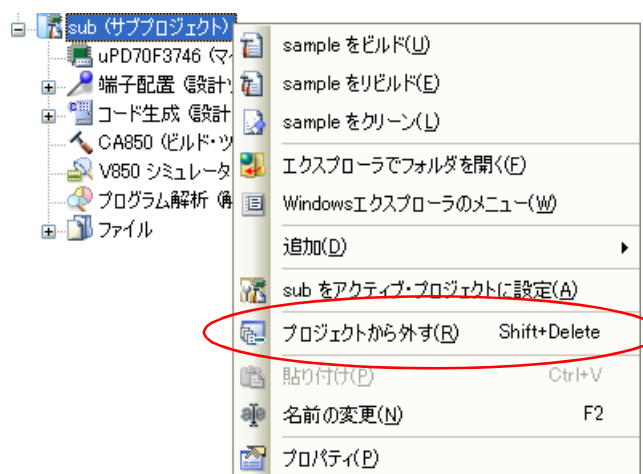 sub (サブプロジェクト)
uPD70F3746 (マイ
端子配置 (設計ツ
コード生成 (設計
CA850 (ビルド・ツ
V850 シミュレータ
プログラム解析 (解
ファイル
sample をビルド(U)
sample をリビルド(E)
sample をクリーン(L)
エクスプローラでフォルダを開く(F)
Windowsエクスプローラのメニュー(W)
追加(D)
sub をアクティブ・プロジェクトに設定(A)
プロジェクトから外す(R) Shift+Delete
貼り付け(P) Ctrl+V
名前の変更(N) F2
プロパティ(P)